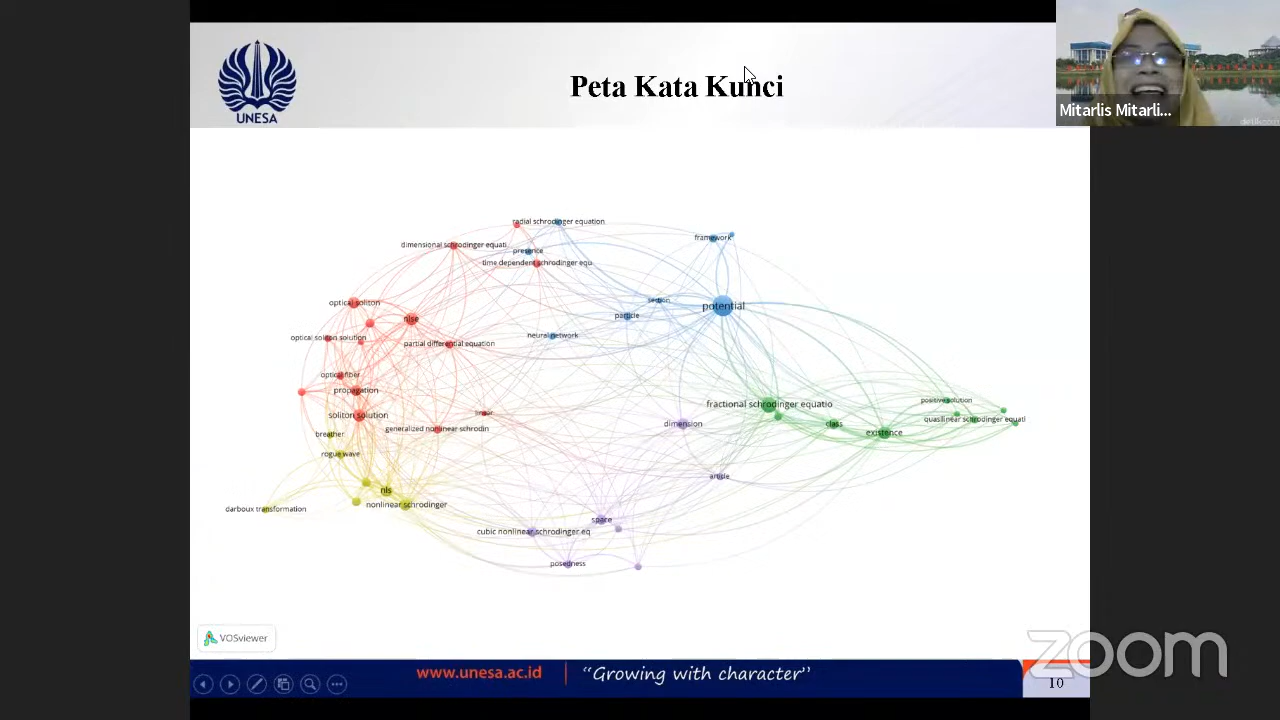 UNESA
Peta Kata Kunci
Mitarlis Mitarli...
radial schrodinger equation
framework
dimensional schrodinger equati
presence
time dependent schrodinger equ
optical soliton
section
potential
nlse
particle
optical soliton solution
partial differential equation
neural network
optical fiber
propagation
positive solution
fractional schrodinger equatio
soliton solution
linear
generalized nonlinear schrodin
dimension
class
quasilinear schrodinger equati
existence
breather
rogue wave
article
nls
nonlinear schrodinger
darboux transformation
space
cubic nonlinear schrodinger eq
posedness
VOSviewer
zoom
www.unesa.ac.id
“Growing with character”
10